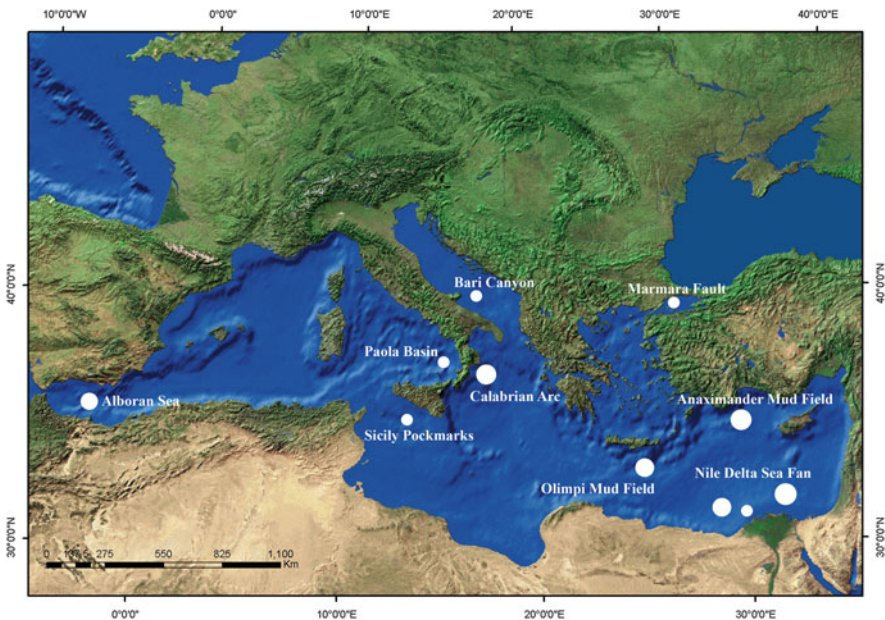 10°0'0"W 0°0'0" 10°0'0"E 20°0'0"E 30°0'0"E 40°0'0"E
40°0'0"N
40°0'0"N
Bari Canyon
Marmara Fault
Paola Basin
Calabrian Arc
Alboran Sea
Anaximander Mud Field
Sicily Pockmarks
Nile Delta Sea Fan
Olimpi Mud Field
30°0'0"N
30°0'0"N
0 137,5 275 550 825 1,100
Km
0°0'0" 10°0'0"E 20°0'0"E 30°0'0"E